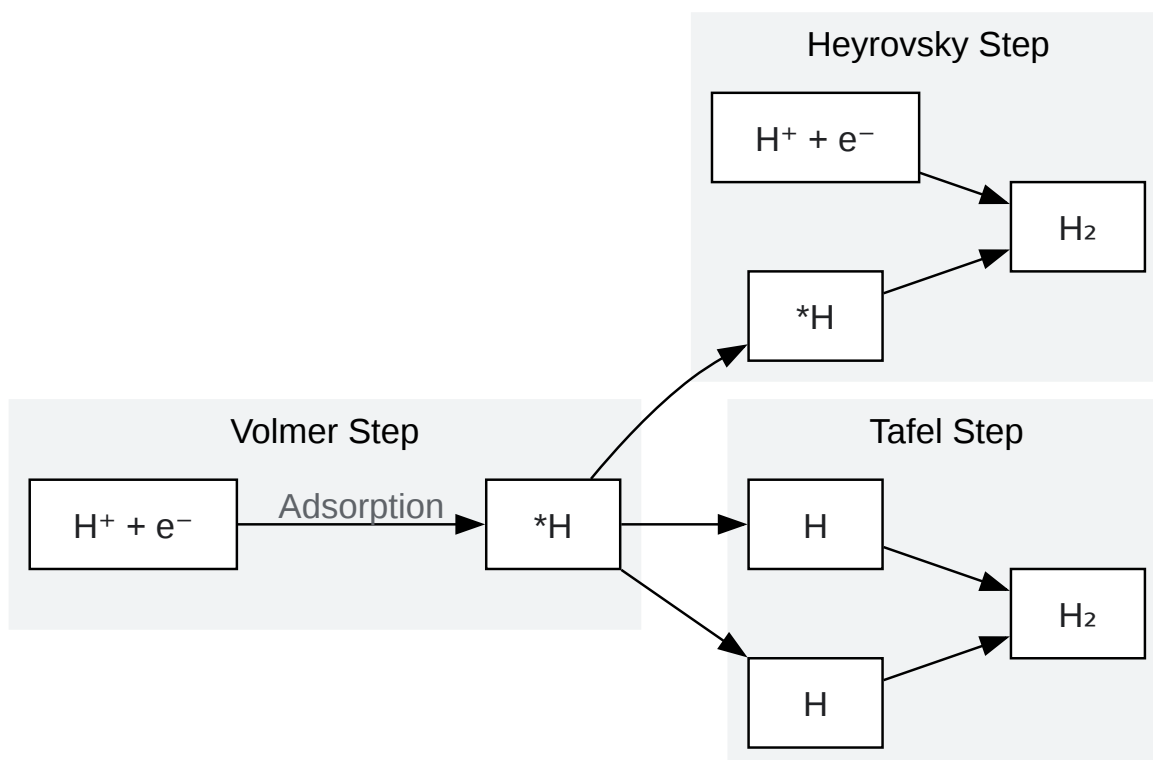 Heyrovsky Step
H⁺ + e⁻
H₂
*H
Volmer Step
H⁺ + e⁻
Adsorption
*H
Tafel Step
H
H₂
H